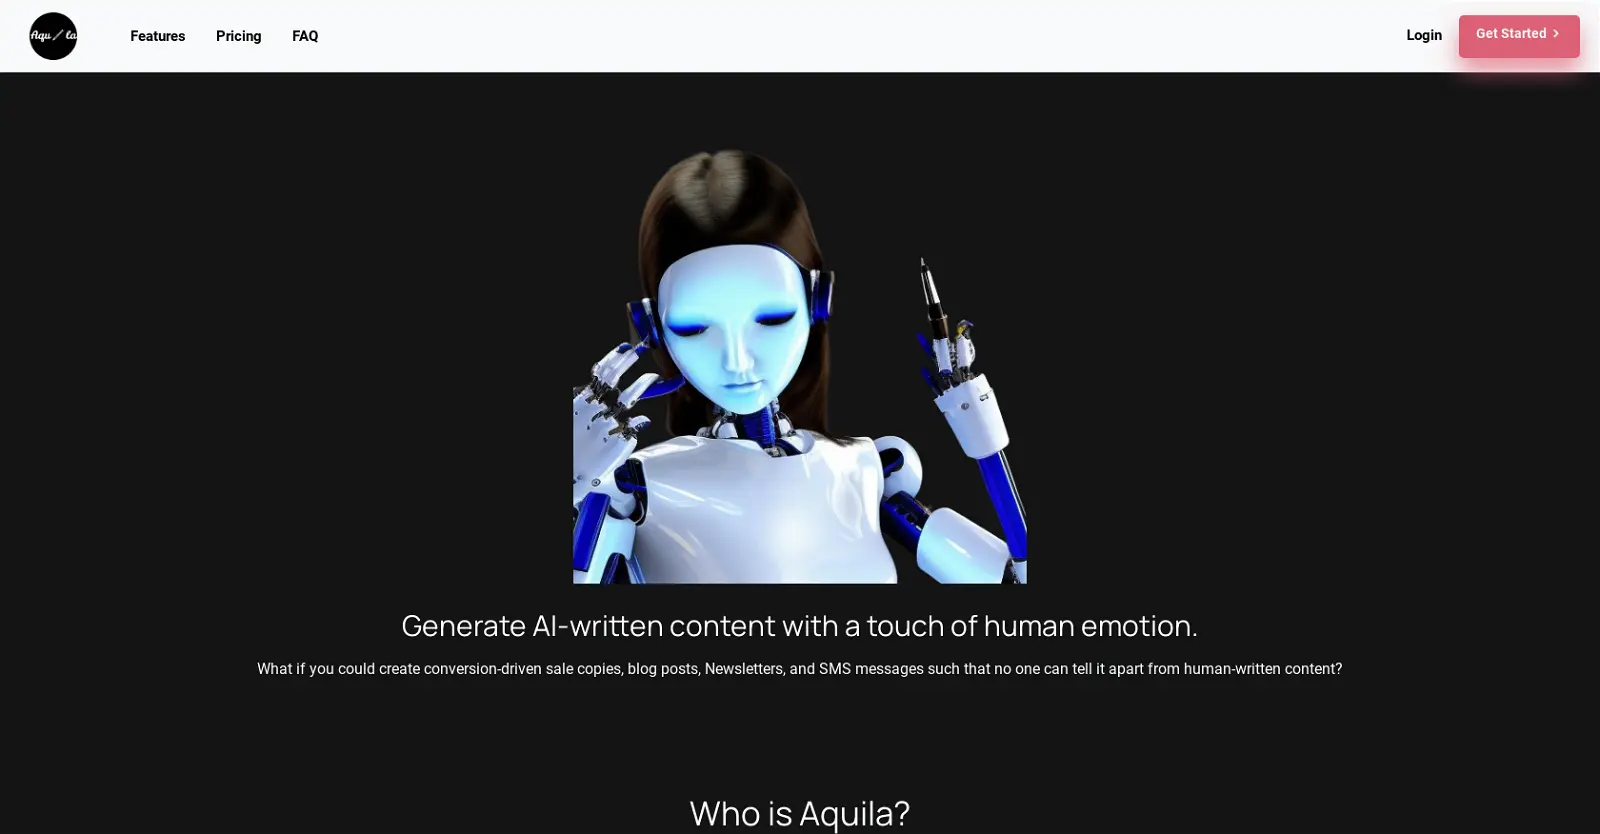 Aqu/la
Features
Pricing
FAQ
Login
Get Started
Generate AI-written content with a touch of human emotion.
What if you could create conversion-driven sale copies, blog posts, Newsletters, and SMS messages such that no one can tell it apart from human-written content?
Who is Aquila?